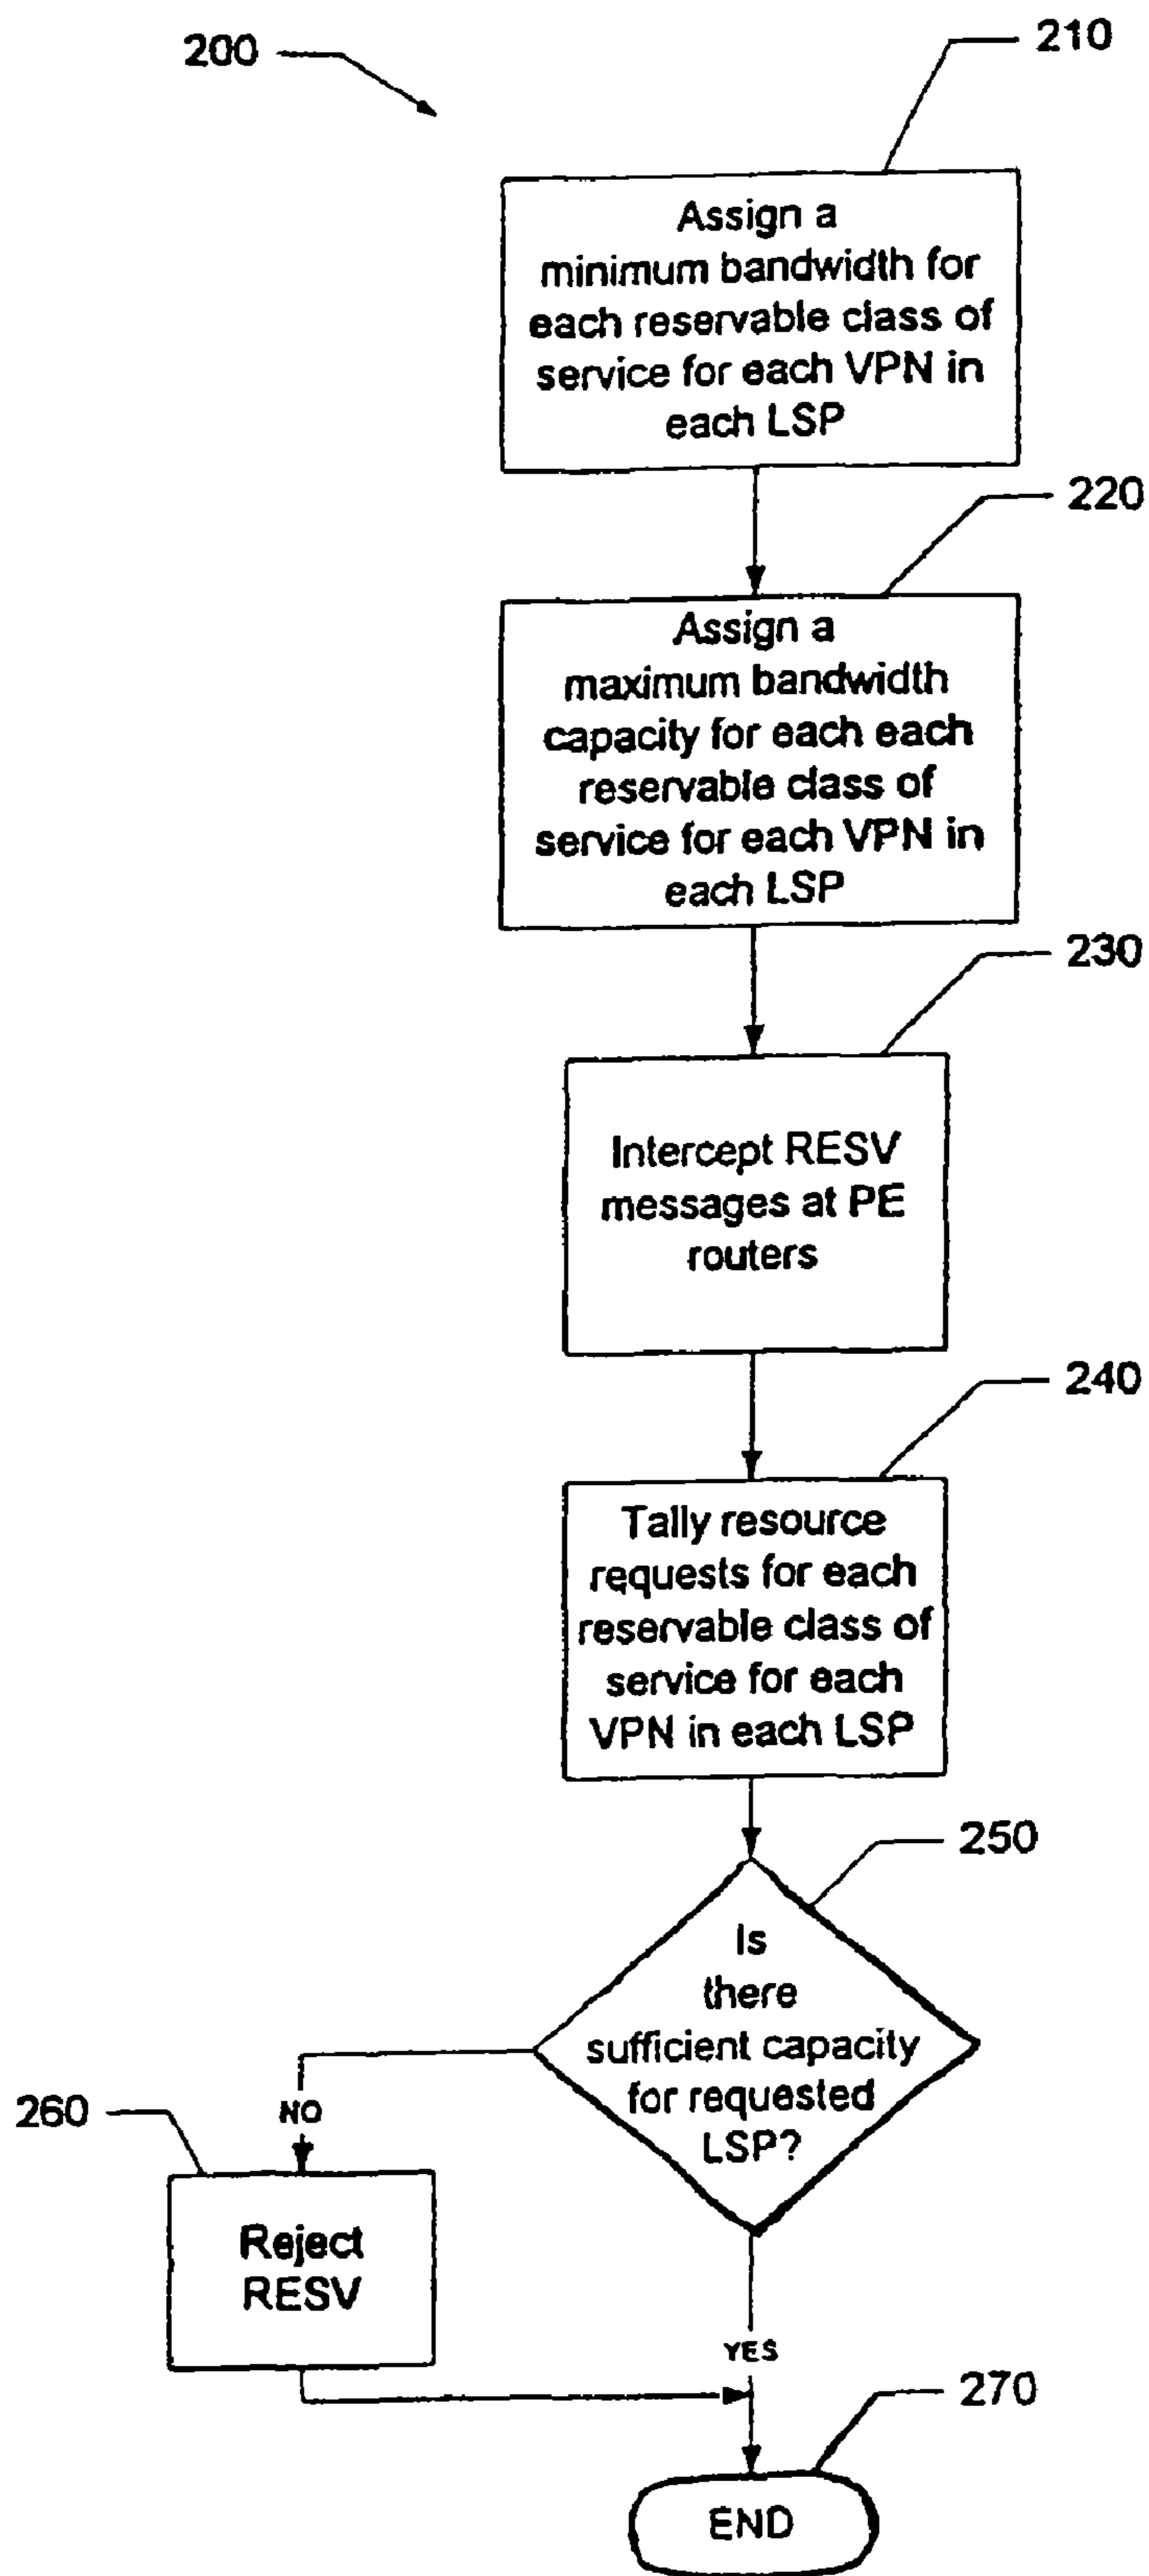 200
210
Assign a
minimum bandwidth for
each reservable class of
service for each VPN in
each LSP
220
Assign a
maximum bandwidth
capacity for each each
reservable class of
service for each VPN in
each LSP
230
Intercept RESV
messages at PE
routers
240
Tally resource
requests for each
reservable class of
service for each
VPN in each LSP
250
Is
there
sufficient capacity
for requested
LSP?
NO
260
Reject
RESV
YES
270
END